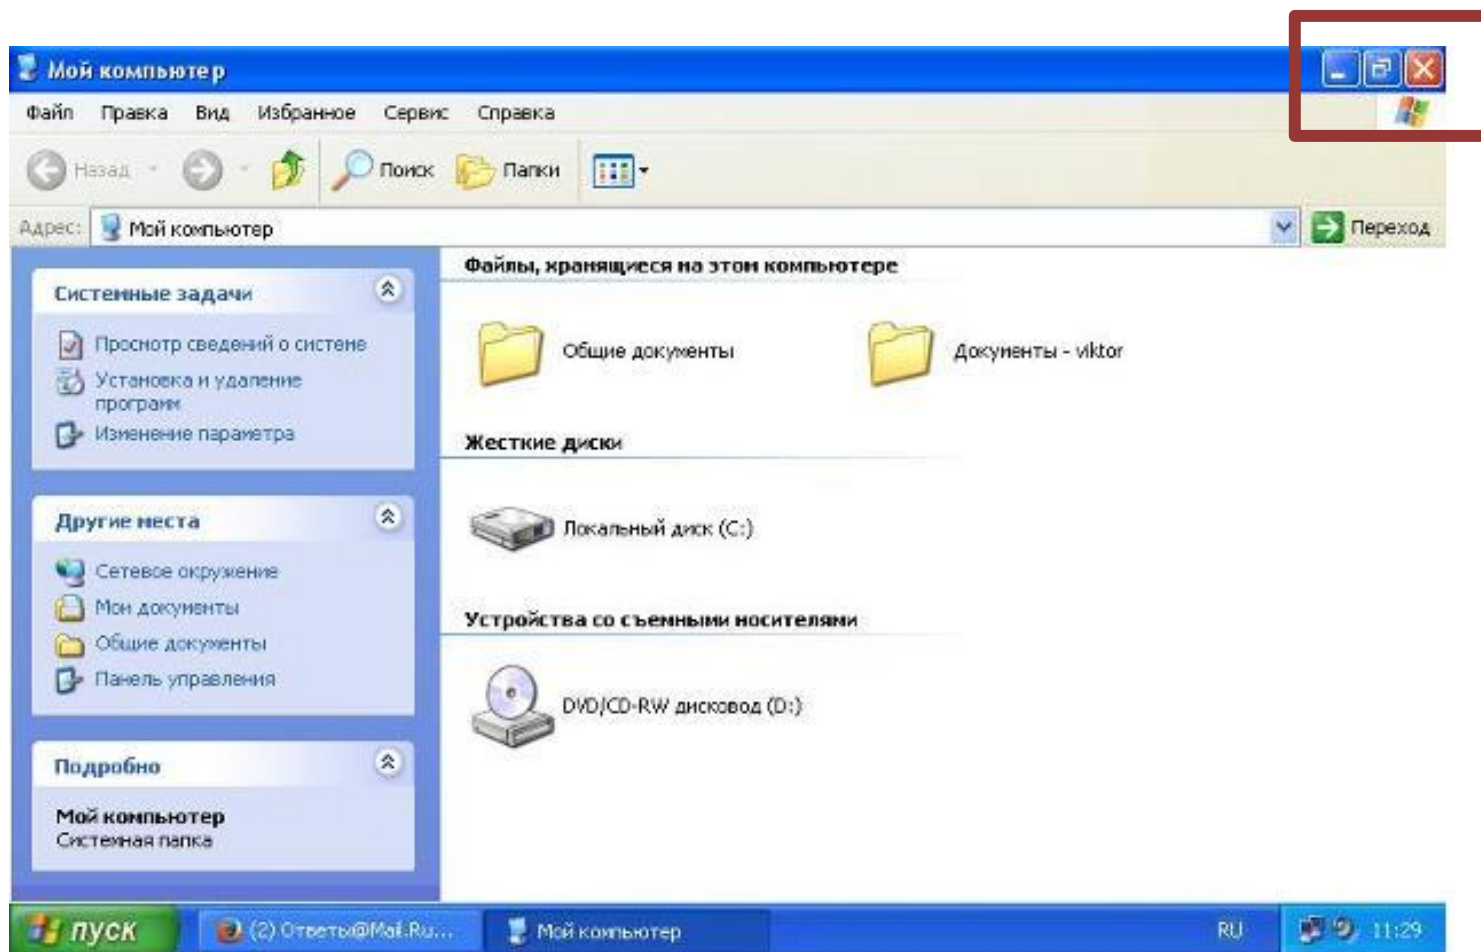 Мой компьютер
Файл Правка Вид Избранное Сервис Справка
Назад Поиск Папки
Адрес: Мой компьютер Переход
Системные задачи
Просмотр сведений о системе
Установка и удаление
программ
Изменение параметра
Другие места
Сетевое окружение
Мои документы
Общие документы
Панель управления
Подробно
Мой компьютер
Системная папка
Файлы, хранящиеся на этом компьютере
Общие документы
Документы - viktor
Жесткие диски
Локальный диск (C:)
Устройства со съемными носителями
DVD/CD-RW дисковод (D:)
пуск (2) Ответы@Mail.Ru... Мой компьютер RU 11:29